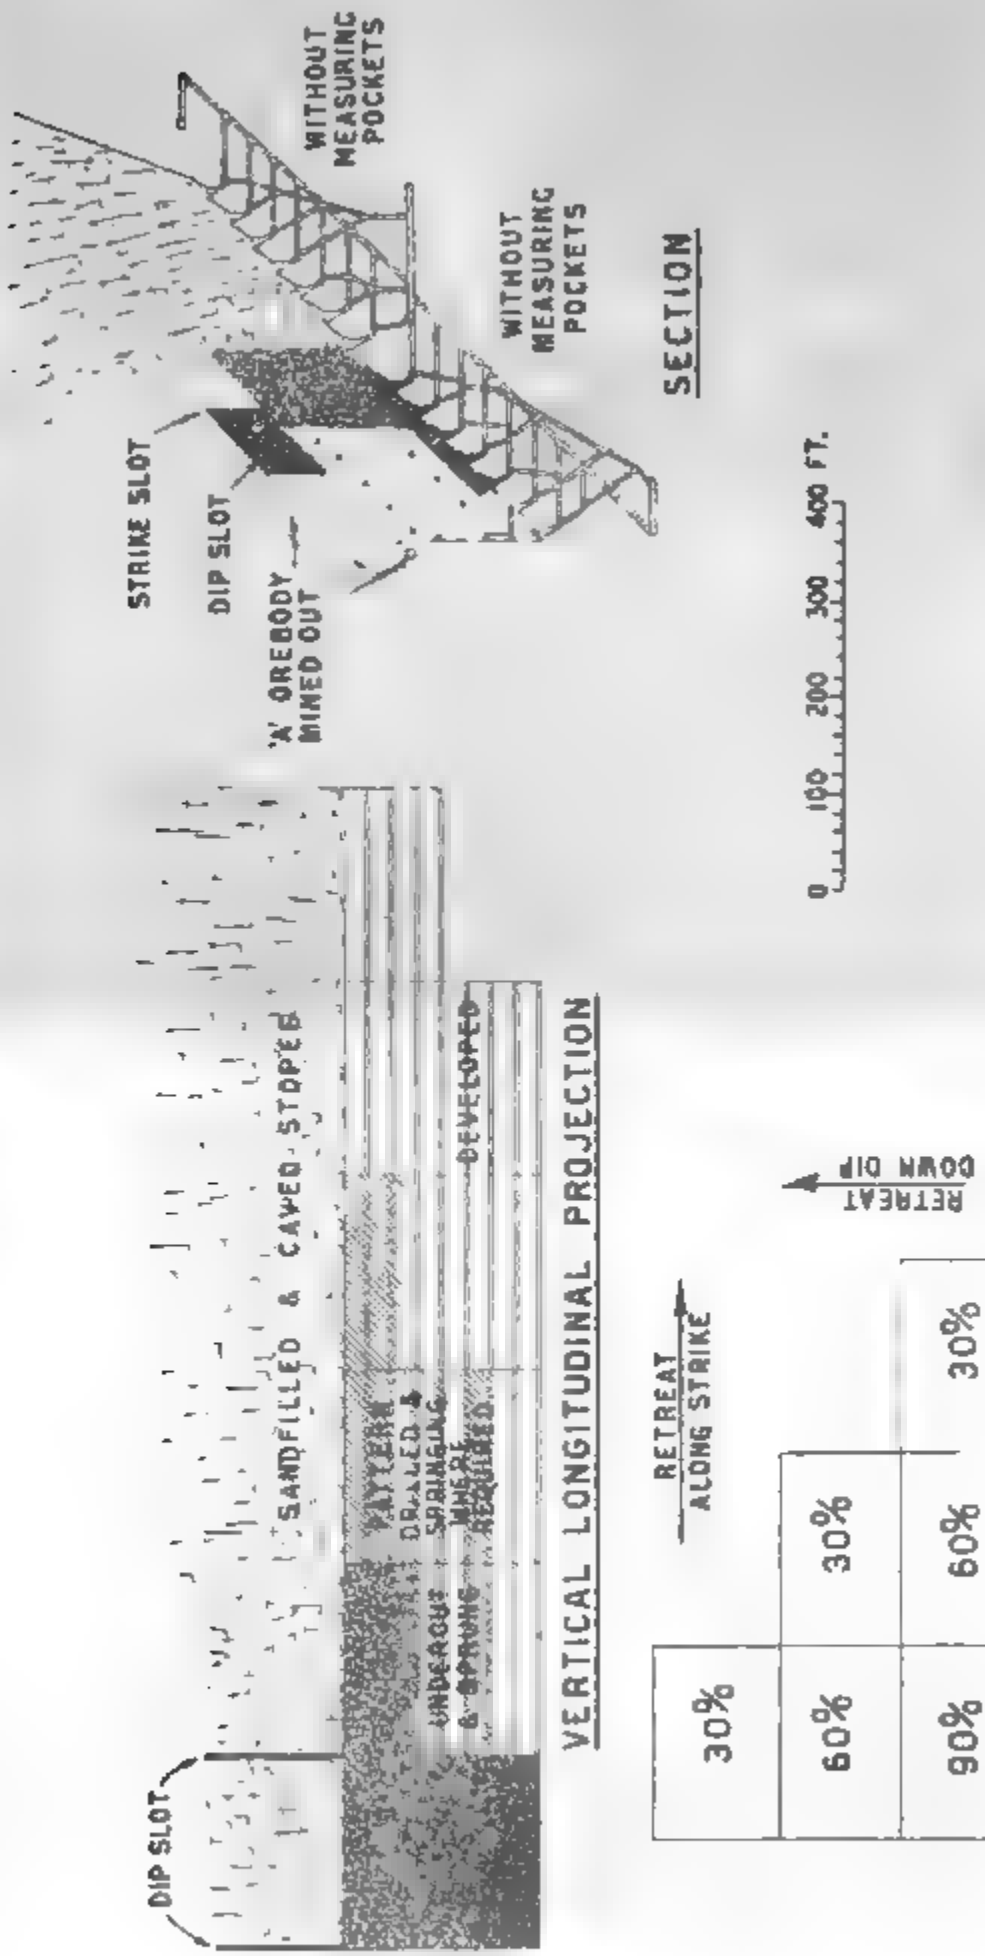 DIP SLOT
SANDFILLED & CAVED STOPES
UNDERCUT
& SPRUNG
PATTERN
DRILLED &
SPRINGING
WHERE
REQUIRED
DEVELOPED
VERTICAL LONGITUDINAL PROJECTION
STRIKE SLOT
DIP SLOT
'A' OREBODY
MINED OUT
WITHOUT
MEASURING
POCKETS
WITHOUT
MEASURING
POCKETS
SECTION
0 100 200 300 400 FT.
RETREAT
ALONG STRIKE
RETREAT
DOWN DIP
30%
60% 30%
90% 60% 30%